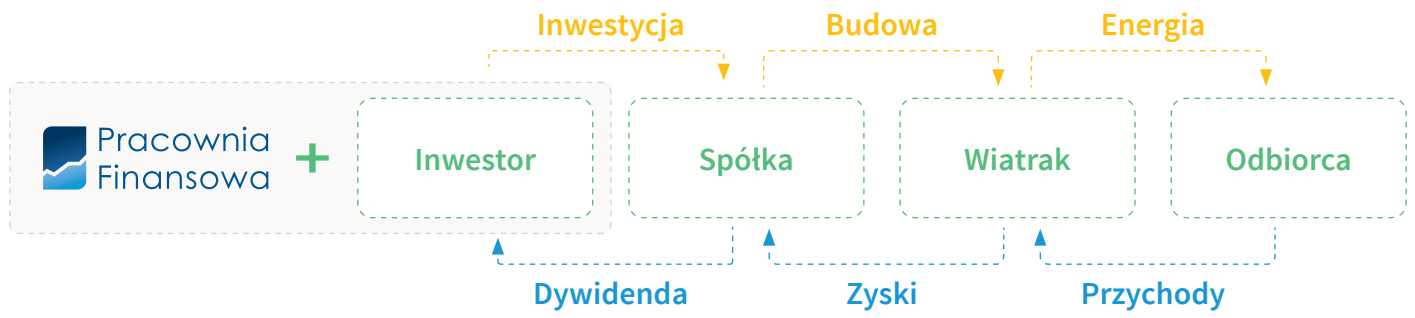 Inwestycja
Budowa
Energia
Pracownia
Finansowa
+
Inwestor
Spółka
Wiatrak
Odbiorca
Dywidenda
Zyski
Przychody